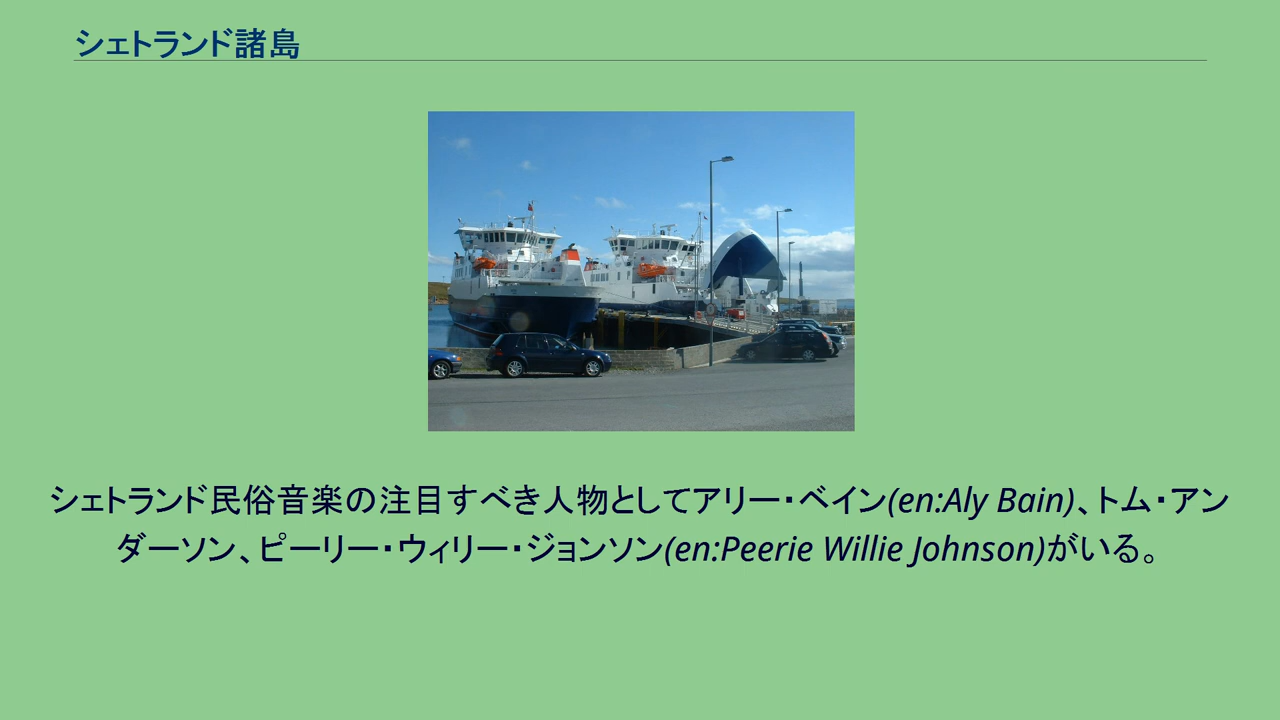 シェトランド諸島
シェトランド民俗音楽の注目すべき人物としてアリー・ベイン(en:Aly Bain)、トム・アン
ダーソン、ピーリー・ウィリー・ジョンソン(en:Peerie Willie Johnson)がいる。